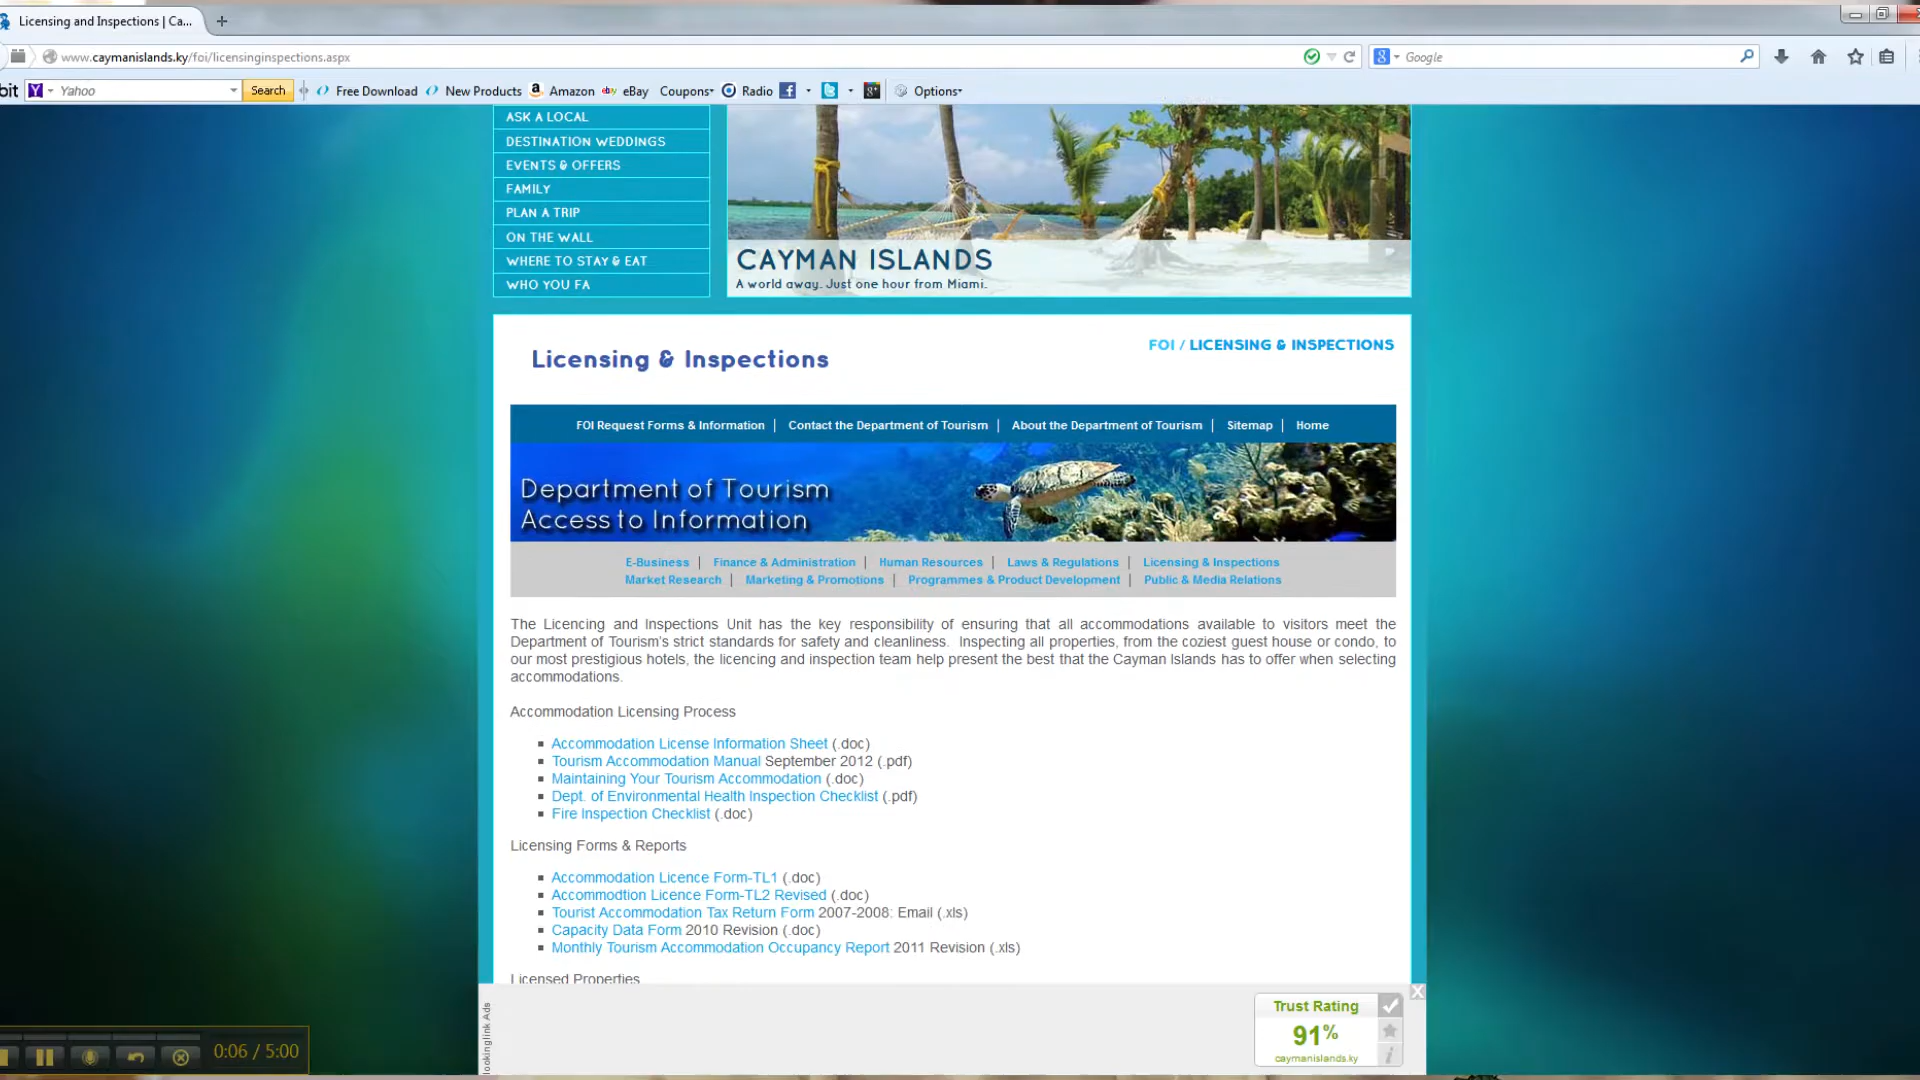 Licensing and Inspections | Ca...
www.caymanislands.ky/foi/licensinginspections.aspx
Google
bit
Yahoo
Search
Free Download
New Products
Amazon
eBay
Coupons
Radio
Options
ASK A LOCAL
DESTINATION WEDDINGS
EVENTS & OFFERS
FAMILY
PLAN A TRIP
ON THE WALL
WHERE TO STAY & EAT
WHO YOU FA
CAYMAN ISLANDS
A world away. Just one hour from Miami.
Licensing & Inspections
FOI / LICENSING & INSPECTIONS
FOI Request Forms & Information | Contact the Department of Tourism | About the Department of Tourism | Sitemap | Home
Department of Tourism
Access to Information
E-Business | Finance & Administration | Human Resources | Laws & Regulations | Licensing & Inspections
Market Research | Marketing & Promotions | Programmes & Product Development | Public & Media Relations
The Licencing and Inspections Unit has the key responsibility of ensuring that all accommodations available to visitors meet the
Department of Tourism's strict standards for safety and cleanliness. Inspecting all properties, from the coziest guest house or condo, to
our most prestigious hotels, the licencing and inspection team help present the best that the Cayman Islands has to offer when selecting
accommodations.
Accommodation Licensing Process
Accommodation License Information Sheet (.doc)
Tourism Accommodation Manual September 2012 (.pdf)
Maintaining Your Tourism Accommodation (.doc)
Dept. of Environmental Health Inspection Checklist (.pdf)
Fire Inspection Checklist (.doc)
Licensing Forms & Reports
Accommodation Licence Form-TL1 (.doc)
Accommodtion Licence Form-TL2 Revised (.doc)
Tourist Accommodation Tax Return Form 2007-2008: Email (.xls)
Capacity Data Form 2010 Revision (.doc)
Monthly Tourism Accommodation Occupancy Report 2011 Revision (.xls)
Licensed Properties
lookinglink Ads
Trust Rating
91%
caymanislands.ky
0:06 / 5:00